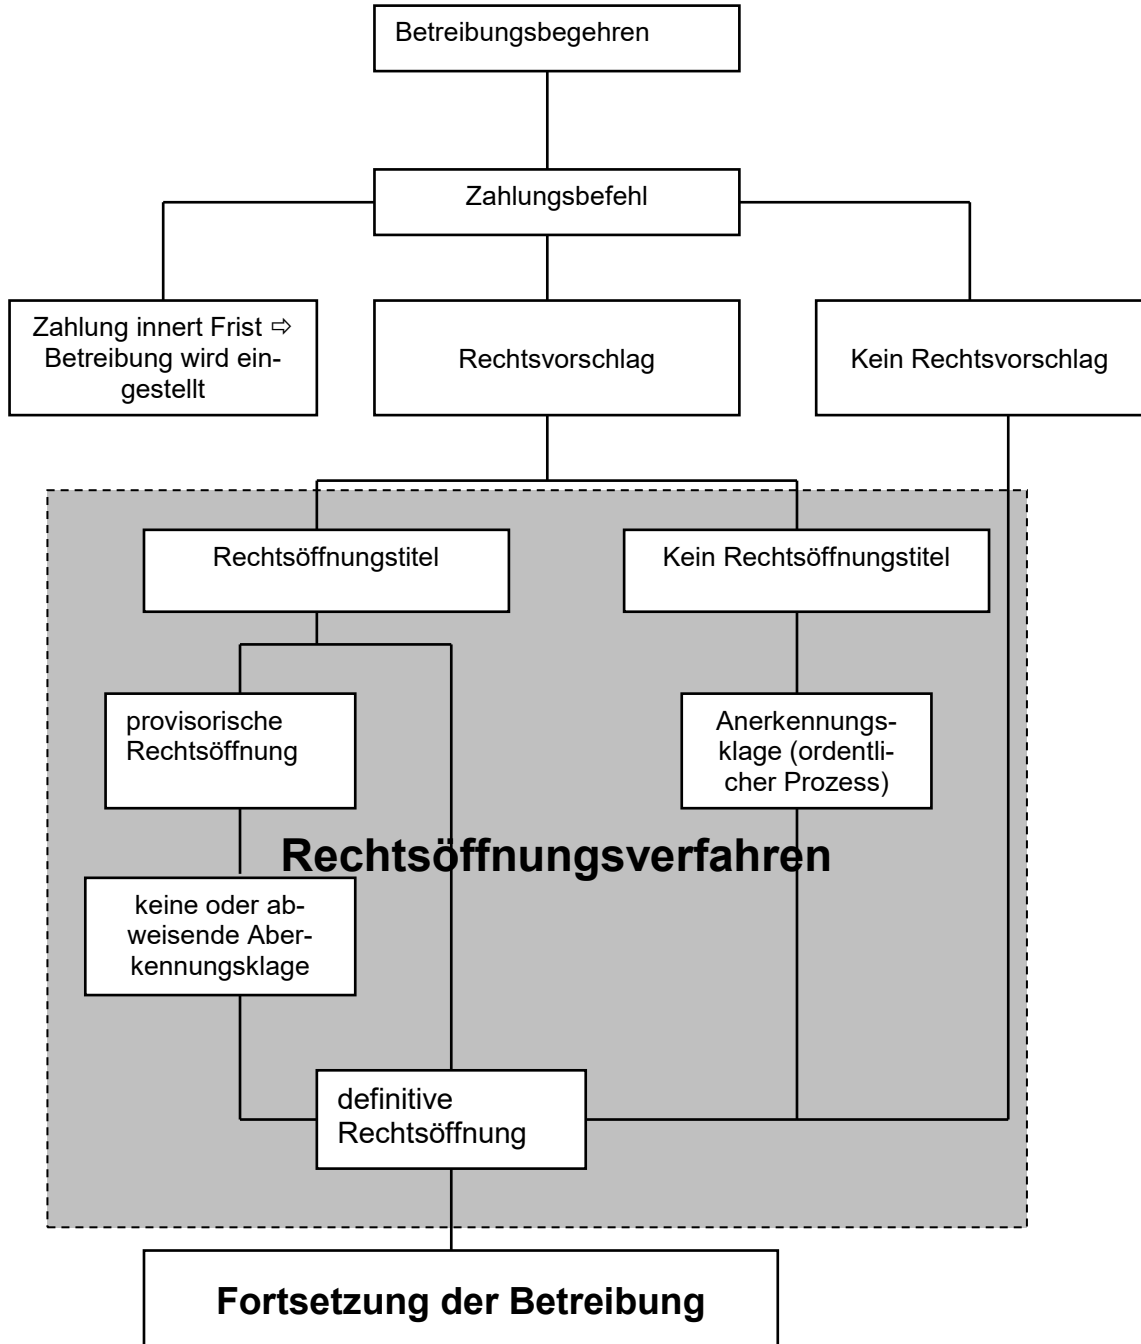 Betreibungsbegehren
Zahlungsbefehl
Zahlung innert Frist ⇨
Betreibung wird ein-
gestellt
Rechtsvorschlag
Kein Rechtsvorschlag
Rechtsöffnungstitel
Kein Rechtsöffnungstitel
provisorische
Rechtsöffnung
Anerkennungs-
klage (ordentli-
cher Prozess)
Rechtsöffnungsverfahren
keine oder ab-
weisende Aber-
kennungsklage
definitive
Rechtsöffnung
Fortsetzung der Betreibung